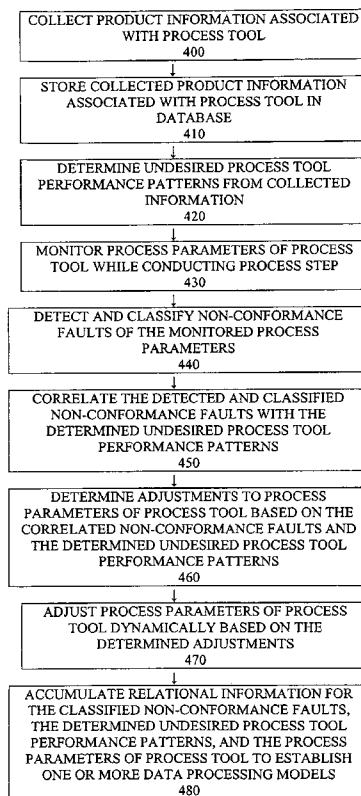 COLLECT PRODUCT INFORMATION ASSOCIATED
WITH PROCESS TOOL
400
STORE COLLECTED PRODUCT INFORMATION
ASSOCIATED WITH PROCESS TOOL IN
DATABASE
410
DETERMINE UNDESIRED PROCESS TOOL
PERFORMANCE PATTERNS FROM COLLECTED
INFORMATION
420
MONITOR PROCESS PARAMETERS OF PROCESS
TOOL WHILE CONDUCTING PROCESS STEP
430
DETECT AND CLASSIFY NON-CONFORMANCE
FAULTS OF THE MONITORED PROCESS
PARAMETERS
440
CORRELATE THE DETECTED AND CLASSIFIED
NON-CONFORMANCE FAULTS WITH THE
DETERMINED UNDESIRED PROCESS TOOL
PERFORMANCE PATTERNS
450
DETERMINE ADJUSTMENTS TO PROCESS
PARAMETERS OF PROCESS TOOL BASED ON THE
CORRELATED NON-CONFORMANCE FAULTS AND
THE DETERMINED UNDESIRED PROCESS TOOL
PERFORMANCE PATTERNS
460
ADJUST PROCESS PARAMETERS OF PROCESS
TOOL DYNAMICALLY BASED ON THE
DETERMINED ADJUSTMENTS
470
ACCUMULATE RELATIONAL INFORMATION FOR
THE CLASSIFIED NON-CONFORMANCE FAULTS,
THE DETERMINED UNDESIRED PROCESS TOOL
PERFORMANCE PATTERNS, AND THE PROCESS
PARAMETERS OF PROCESS TOOL TO ESTABLISH
ONE OR MORE DATA PROCESSING MODELS
480